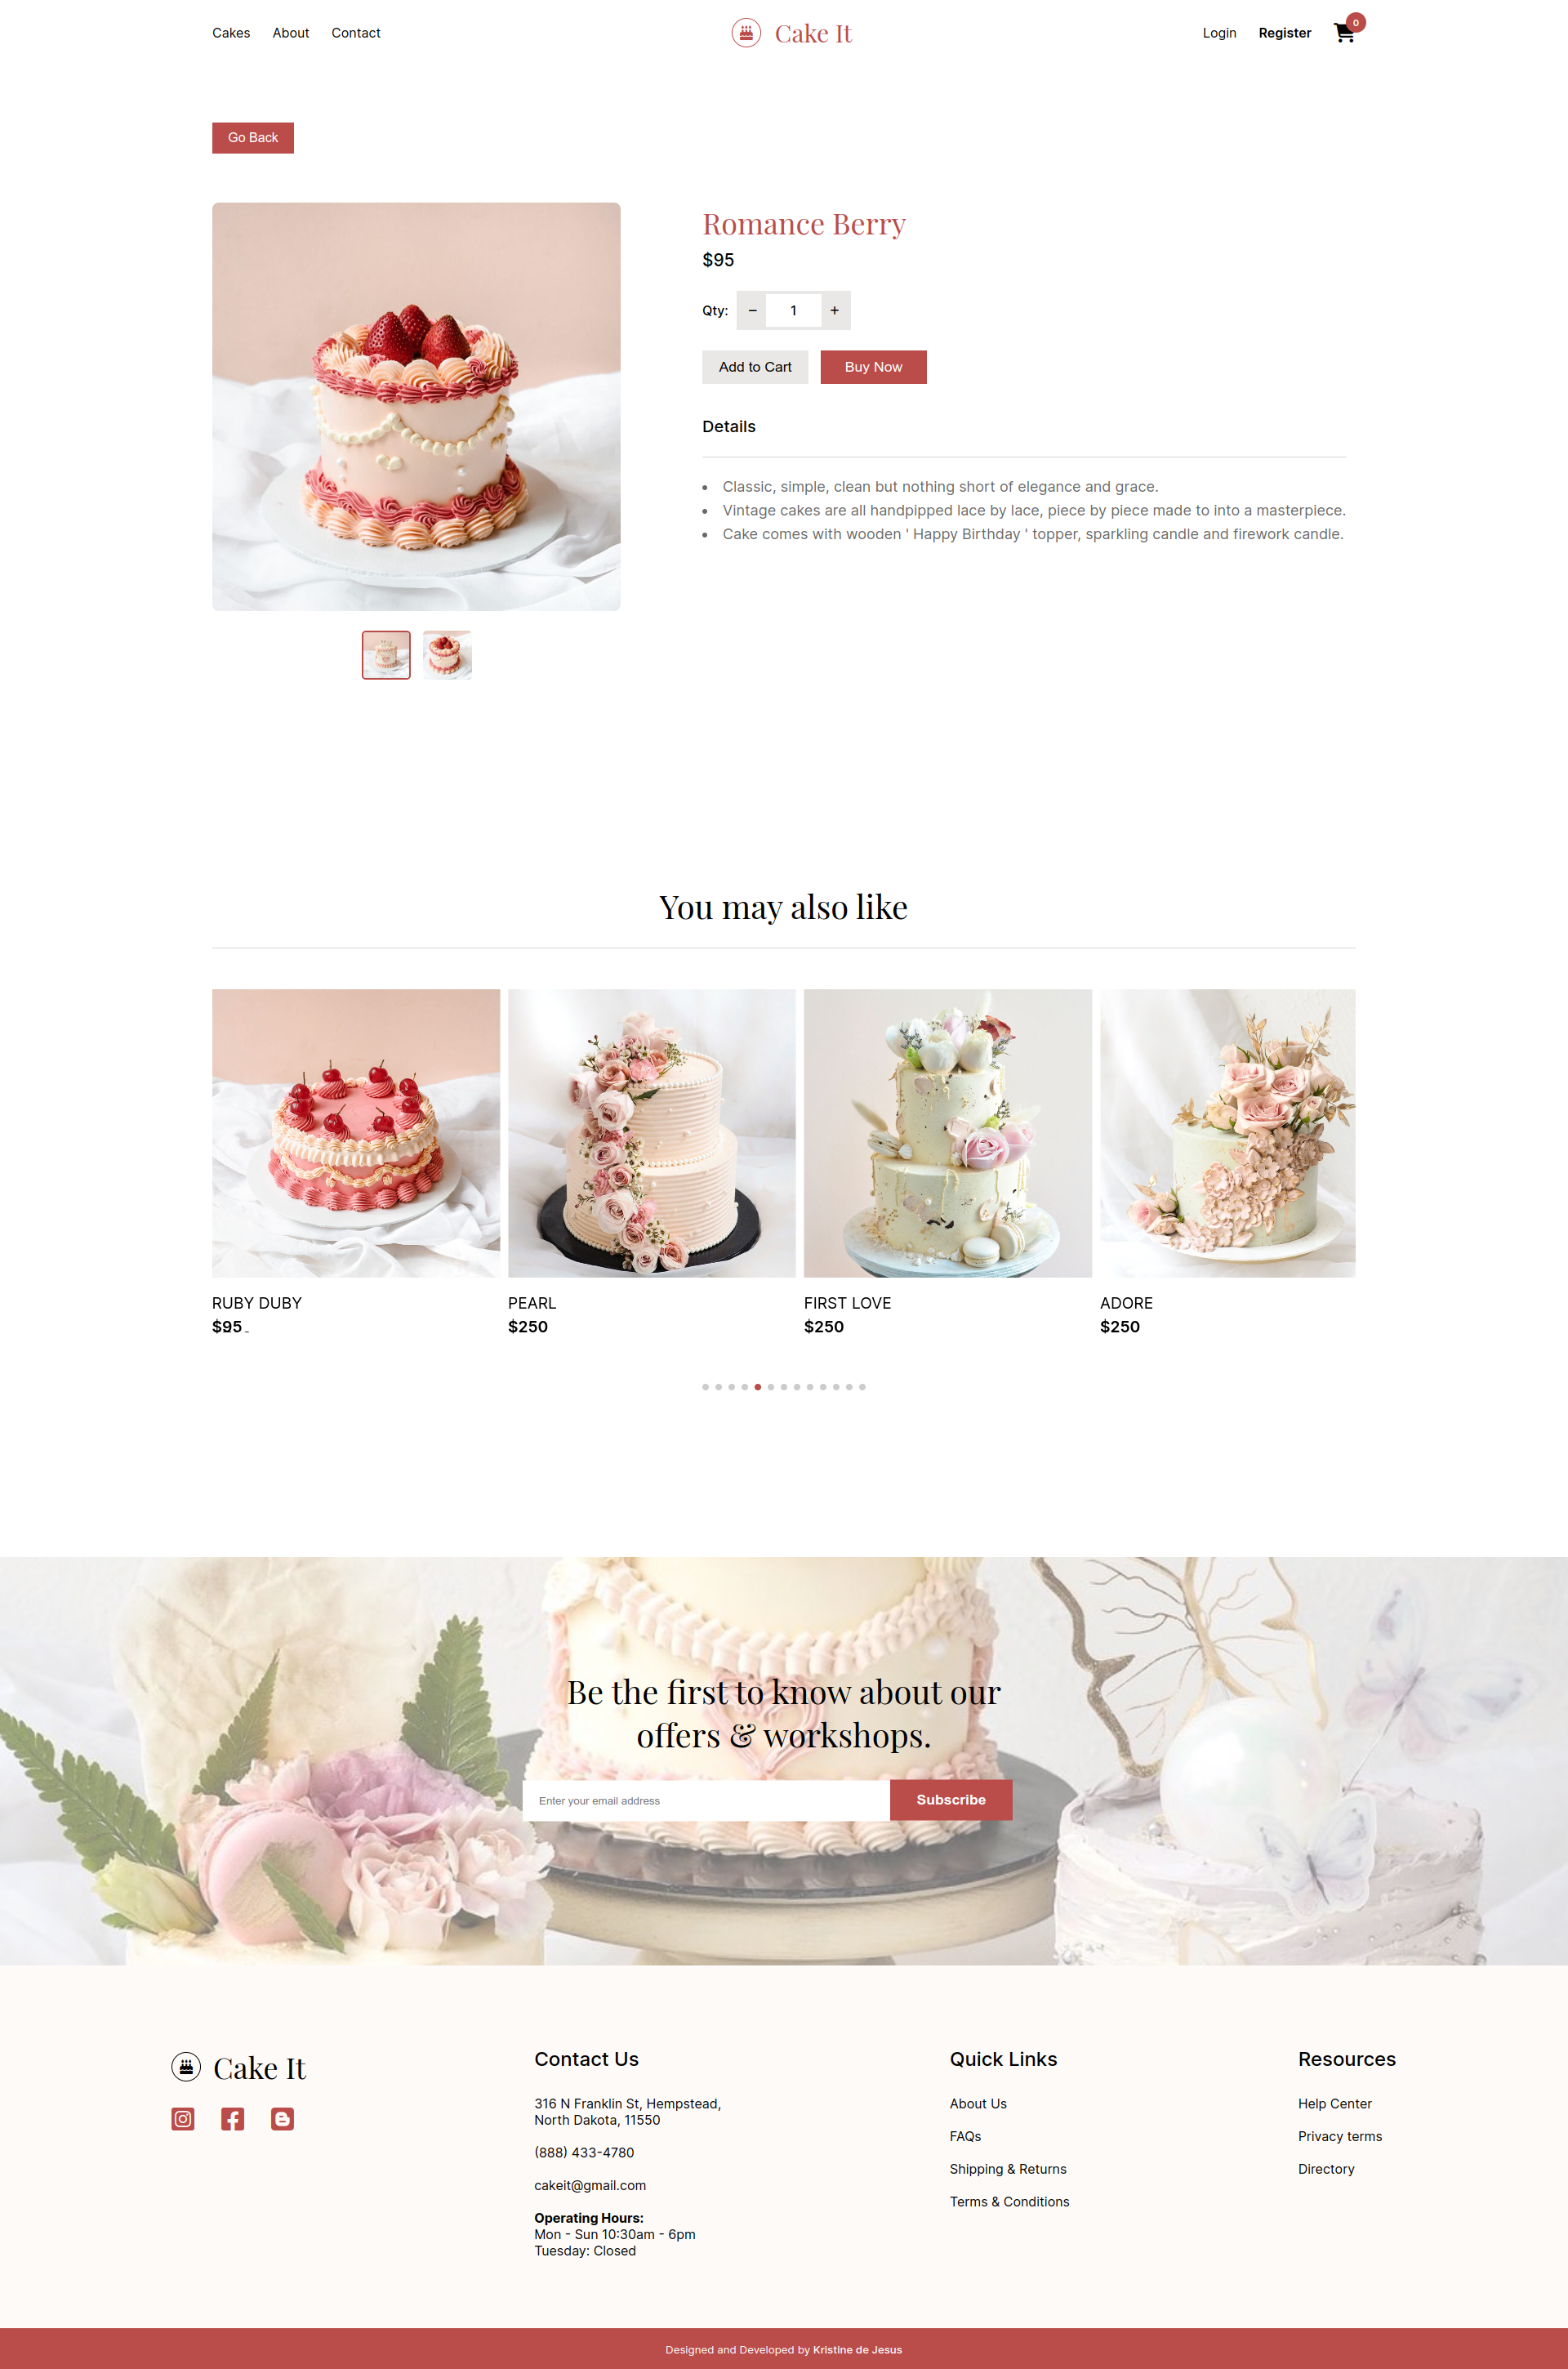 Cakes About Contact
Cake It
Login Register 0
Go Back
Romance Berry
$95
Qty: − 1 +
Add to Cart Buy Now
Details
Classic, simple, clean but nothing short of elegance and grace.
Vintage cakes are all handpipped lace by lace, piece by piece made to into a masterpiece.
Cake comes with wooden ' Happy Birthday ' topper, sparkling candle and firework candle.
You may also like
RUBY DUBY
$95
PEARL
$250
FIRST LOVE
$250
ADORE
$250
Be the first to know about our
offers & workshops.
Enter your email address
Subscribe
Cake It
Contact Us
316 N Franklin St, Hempstead,
North Dakota, 11550
(888) 433-4780
cakeit@gmail.com
Operating Hours:
Mon - Sun 10:30am - 6pm
Tuesday: Closed
Quick Links
About Us
FAQs
Shipping & Returns
Terms & Conditions
Resources
Help Center
Privacy terms
Directory
Designed and Developed by Kristine de Jesus